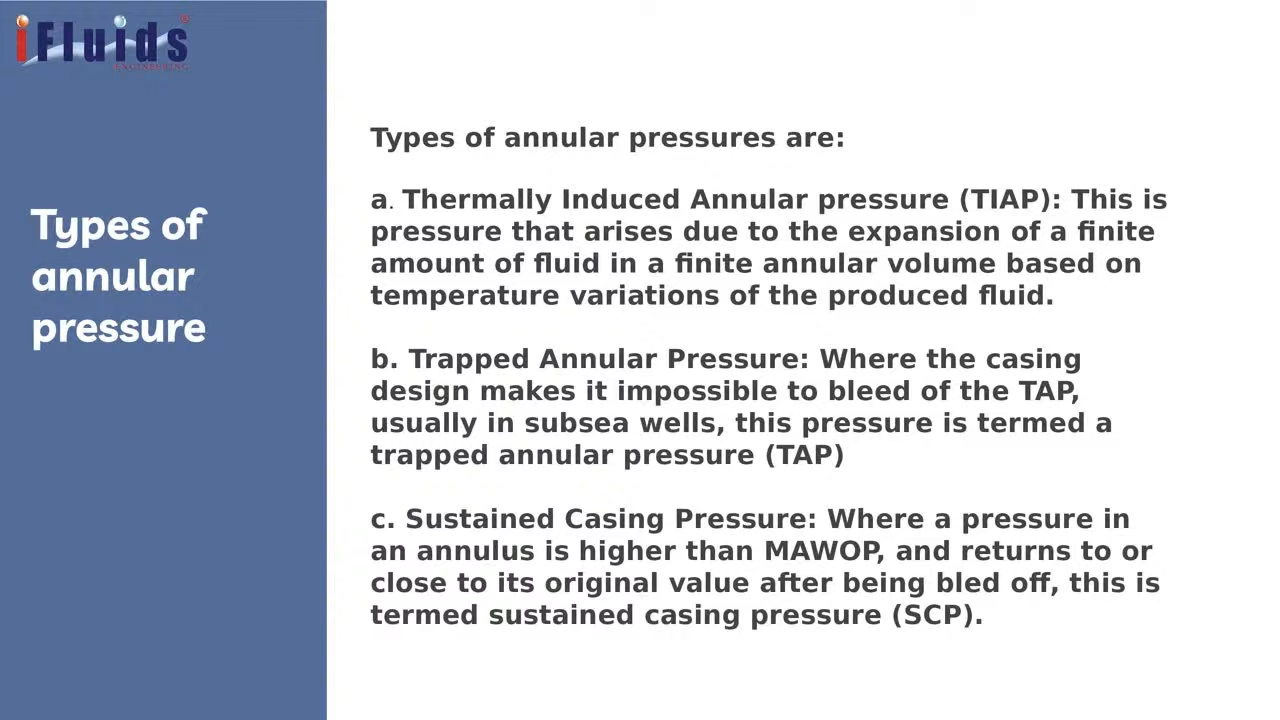 iFluids
ENGINEERING
Types of
annular
pressure
Types of annular pressures are:
a. Thermally Induced Annular pressure (TIAP): This is
pressure that arises due to the expansion of a finite
amount of fluid in a finite annular volume based on
temperature variations of the produced fluid.
b. Trapped Annular Pressure: Where the casing
design makes it impossible to bleed of the TAP,
usually in subsea wells, this pressure is termed a
trapped annular pressure (TAP)
c. Sustained Casing Pressure: Where a pressure in
an annulus is higher than MAWOP, and returns to or
close to its original value after being bled off, this is
termed sustained casing pressure (SCP).